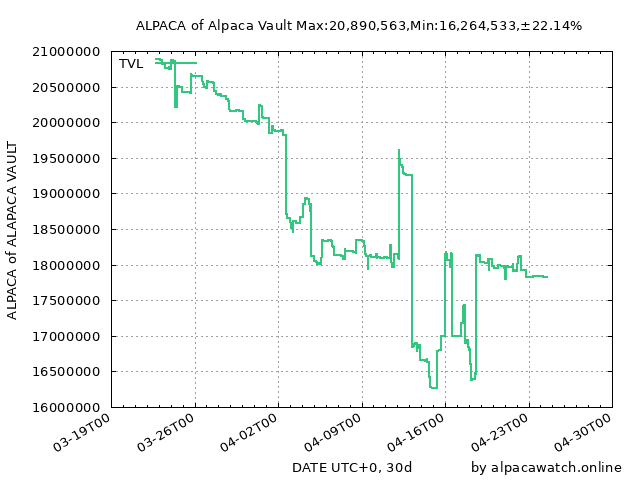 ALPACA of Alpaca Vault Max:20,890,563,Min:16,264,533,±22.14%
TVL
21000000
20500000
20000000
19500000
19000000
18500000
18000000
17500000
17000000
16500000
16000000
ALPACA of ALAPACA VAULT
03-19T00
03-26T00
04-02T00
04-09T00
04-16T00
04-23T00
04-30T00
DATE UTC+0, 30d
by alpacawatch.online